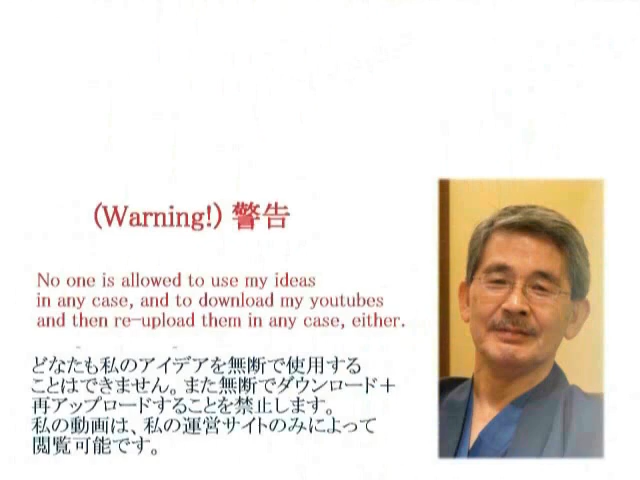 (Warning!) 警告
No one is allowed to use my ideas
in any case, and to download my youtubes
and then re-upload them in any case, either.
どなたも私のアイデアを無断で使用する
ことはできません。また無断でダウンロード＋
再アップロードすることを禁止します。
私の動画は、私の運営サイトのみによって
閲覧可能です。